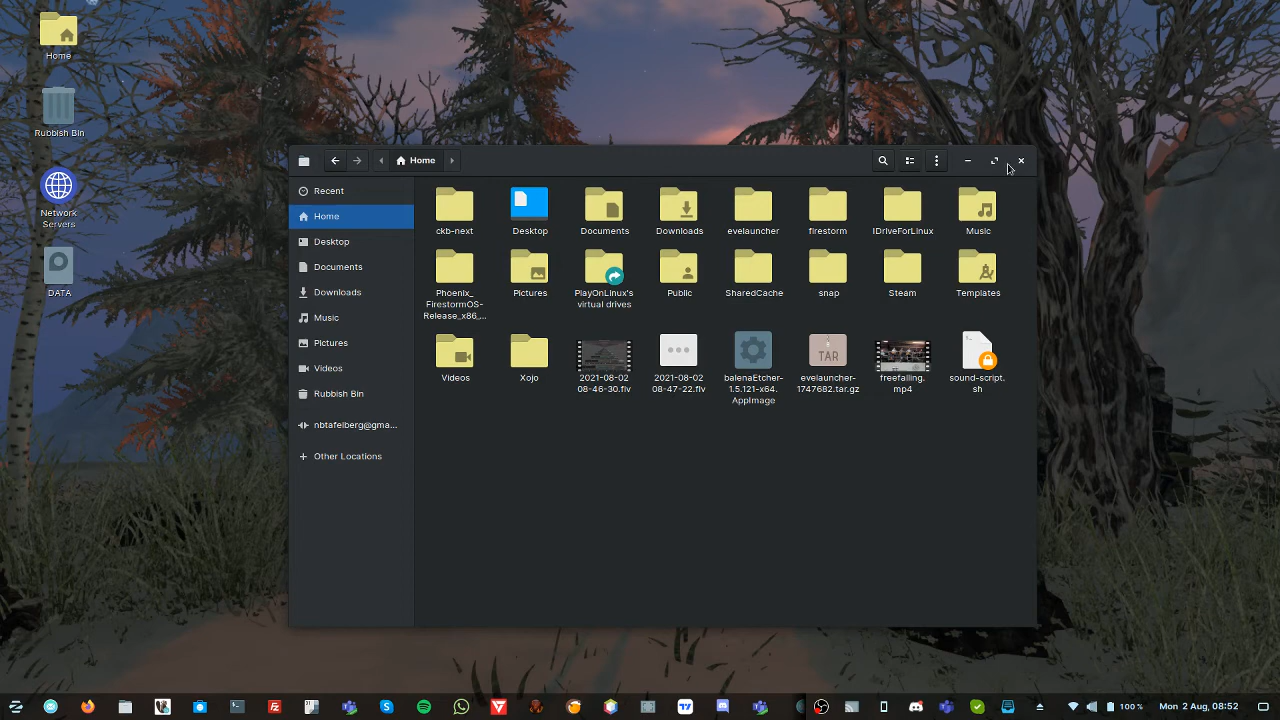 Home
Rubbish Bin
Network
Servers
DATA
Home
Recent
Home
Desktop
Documents
Downloads
Music
Pictures
Videos
Rubbish Bin
nbtafelberg@gma...
Other Locations
ckb-next
Desktop
Documents
Downloads
evelauncher
firestorm
IDriveForLinux
Music
Phoenix_
FirestormOS-
Release_x86_...
Pictures
PlayOnLinux's
virtual drives
Public
SharedCache
snap
Steam
Templates
Videos
Xojo
2021-08-02
08-46-30.flv
2021-08-02
08-47-22.flv
balenaEtcher-
1.5.121-x64.
AppImage
TAR
evelauncher-
1747682.tar.gz
freefalling.
mp4
sound-script.
sh
100 %
Mon 2 Aug, 08:52